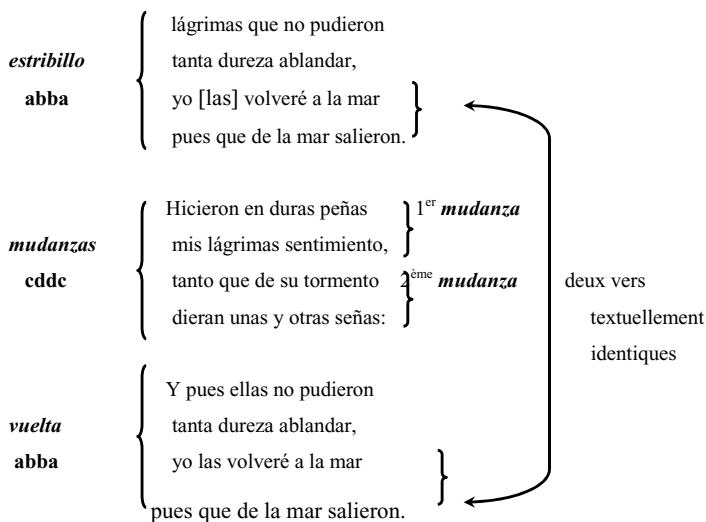 lágrimas que no pudieron
estribillo tanta dureza ablandar,
abba yo [las] volveré a la mar
pues que de la mar salieron.
Hicieron en duras peñas 1er mudanza
mudanzas mis lágrimas sentimiento,
cddc tanto que de su tormento 2ème mudanza deux vers
dieran unas y otras señas: textuellement
identiques
Y pues ellas no pudieron
vuelta tanta dureza ablandar,
abba yo las volveré a la mar
pues que de la mar salieron.